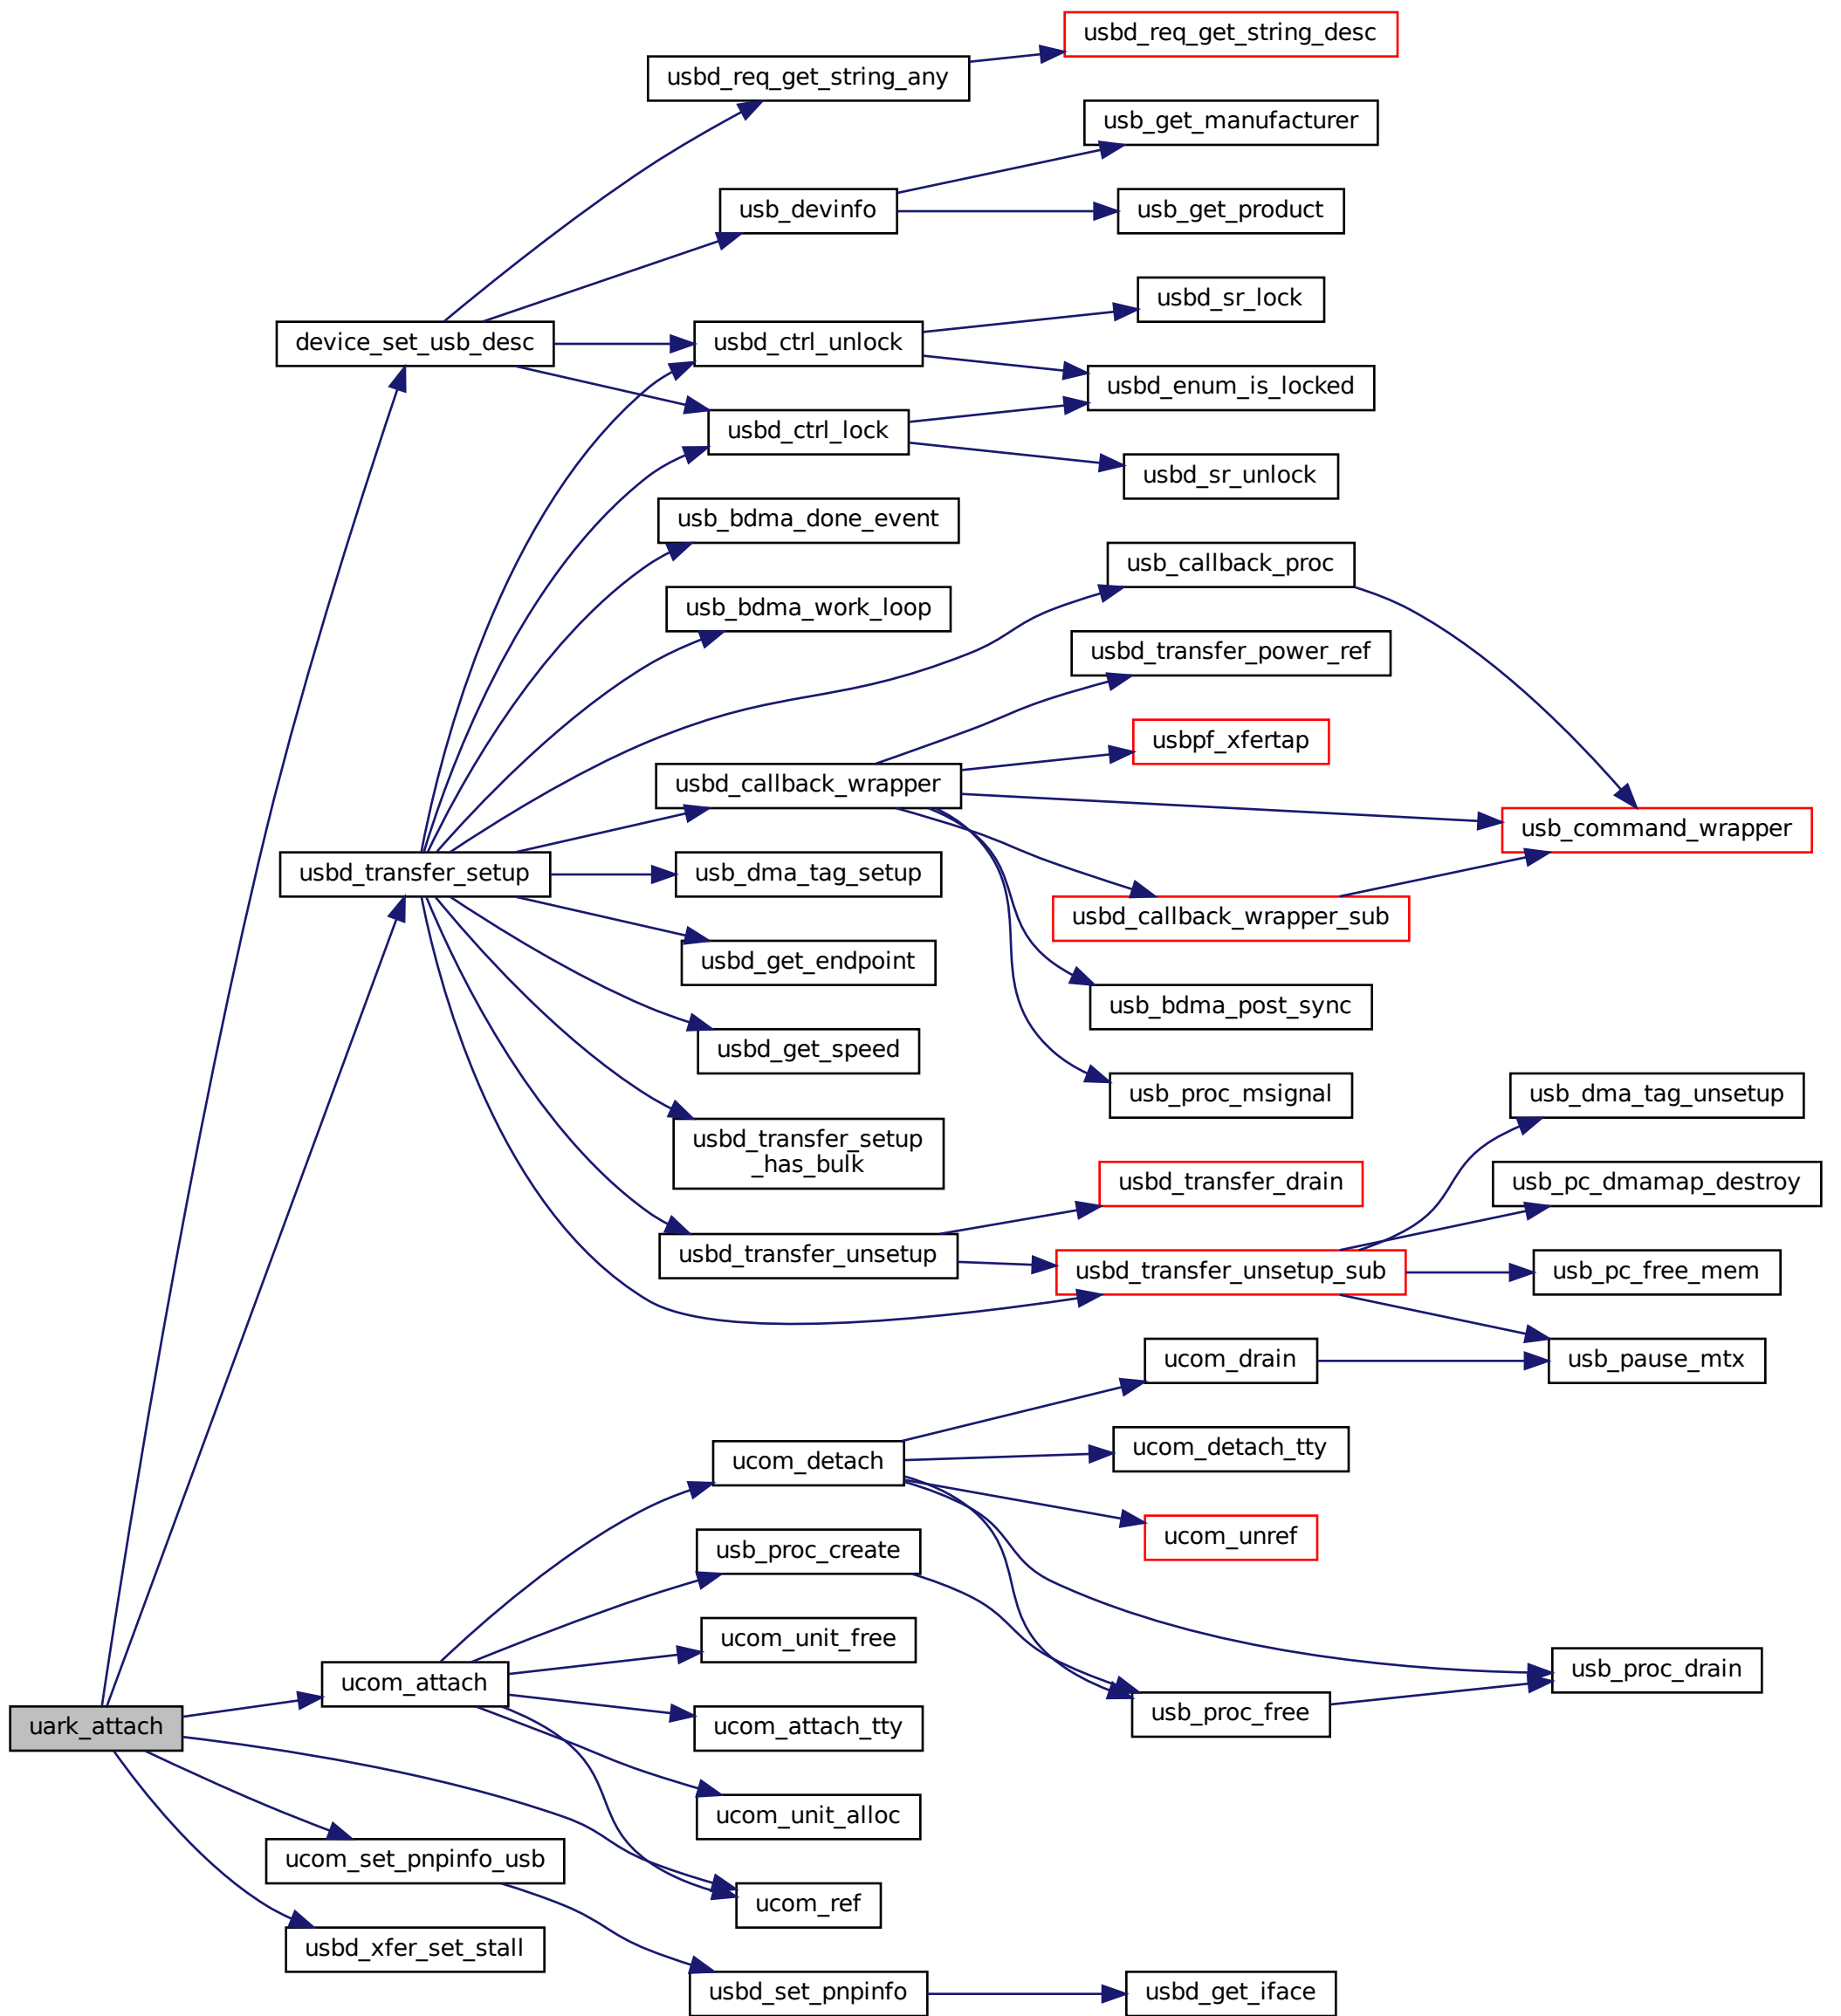 usbd_req_get_string_desc
usbd_req_get_string_any
usb_get_manufacturer
usb_devinfo
usb_get_product
usbd_sr_lock
device_set_usb_desc
usbd_ctrl_unlock
usbd_enum_is_locked
usbd_ctrl_lock
usbd_sr_unlock
usb_bdma_done_event
usb_callback_proc
usb_bdma_work_loop
usbd_transfer_power_ref
usbpf_xfertap
usbd_callback_wrapper
usb_command_wrapper
usbd_transfer_setup
usb_dma_tag_setup
usbd_callback_wrapper_sub
usbd_get_endpoint
usb_bdma_post_sync
usbd_get_speed
usb_proc_msignal
usb_dma_tag_unsetup
usbd_transfer_setup
_has_bulk
usbd_transfer_drain
usb_pc_dmamap_destroy
usbd_transfer_unsetup
usbd_transfer_unsetup_sub
usb_pc_free_mem
ucom_drain
usb_pause_mtx
ucom_detach
ucom_detach_tty
usb_proc_create
ucom_unref
ucom_unit_free
ucom_attach
usb_proc_drain
uark_attach
ucom_attach_tty
usb_proc_free
ucom_unit_alloc
ucom_set_pnpinfo_usb
ucom_ref
usbd_xfer_set_stall
usbd_set_pnpinfo
usbd_get_iface